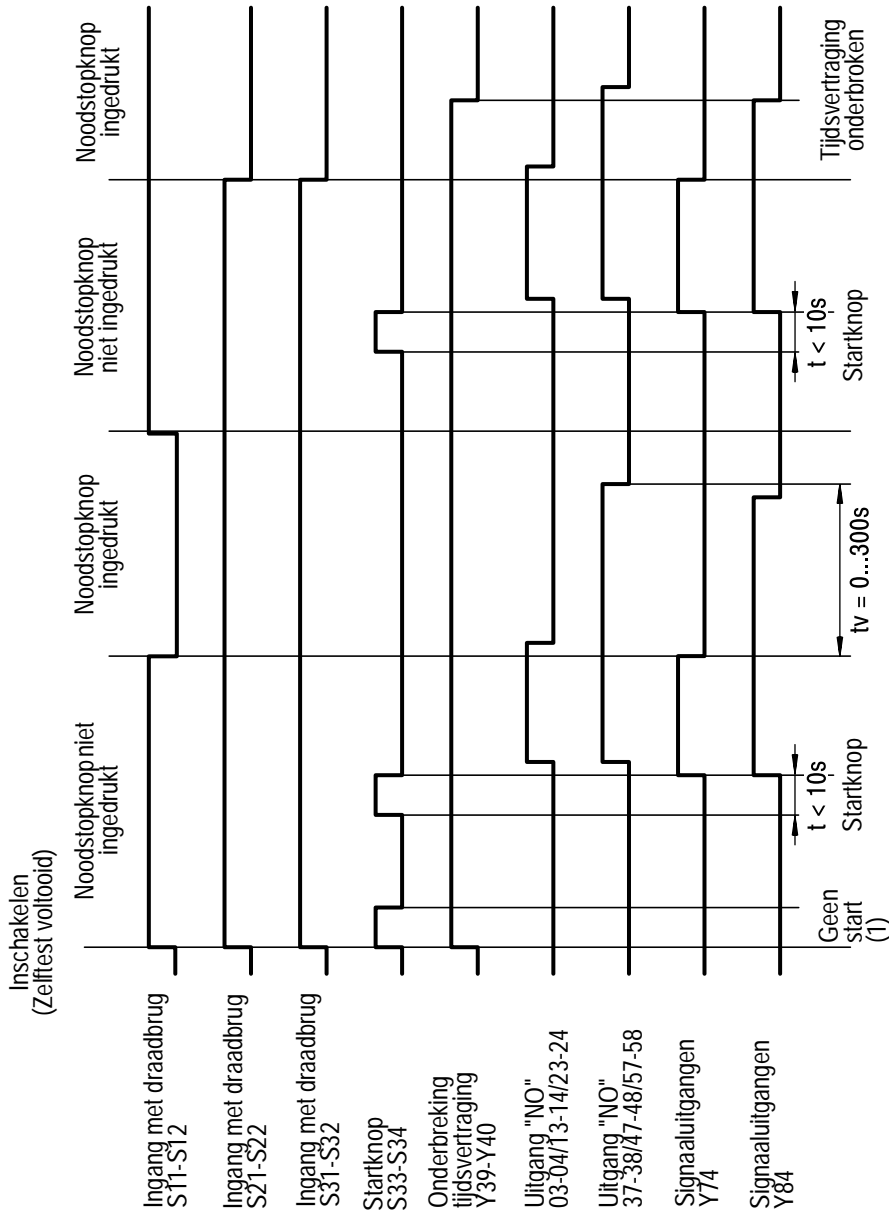 Inschakelen
(Zelftest voltooid)
Noodstopknop niet
ingedrukt
Noodstopknop
ingedrukt
Noodstopknop
niet ingedrukt
Noodstopknop
ingedrukt
Ingang met draadbrug
S11-S12
Ingang met draadbrug
S21-S22
Ingang met draadbrug
S31-S32
Startknop
S33-S34
Onderbreking
tijdsvertraging
Y39-Y40
Uitgang "NO"
03-04/13-14/23-24
Uitgang "NO"
37-38/47-48/57-58
Signaaluitgangen
Y74
Signaaluitgangen
Y84
Geen
start
(1)
t < 10s
Startknop
tv = 0...300s
t < 10s
Startknop
Tijdsvertraging
onderbroken